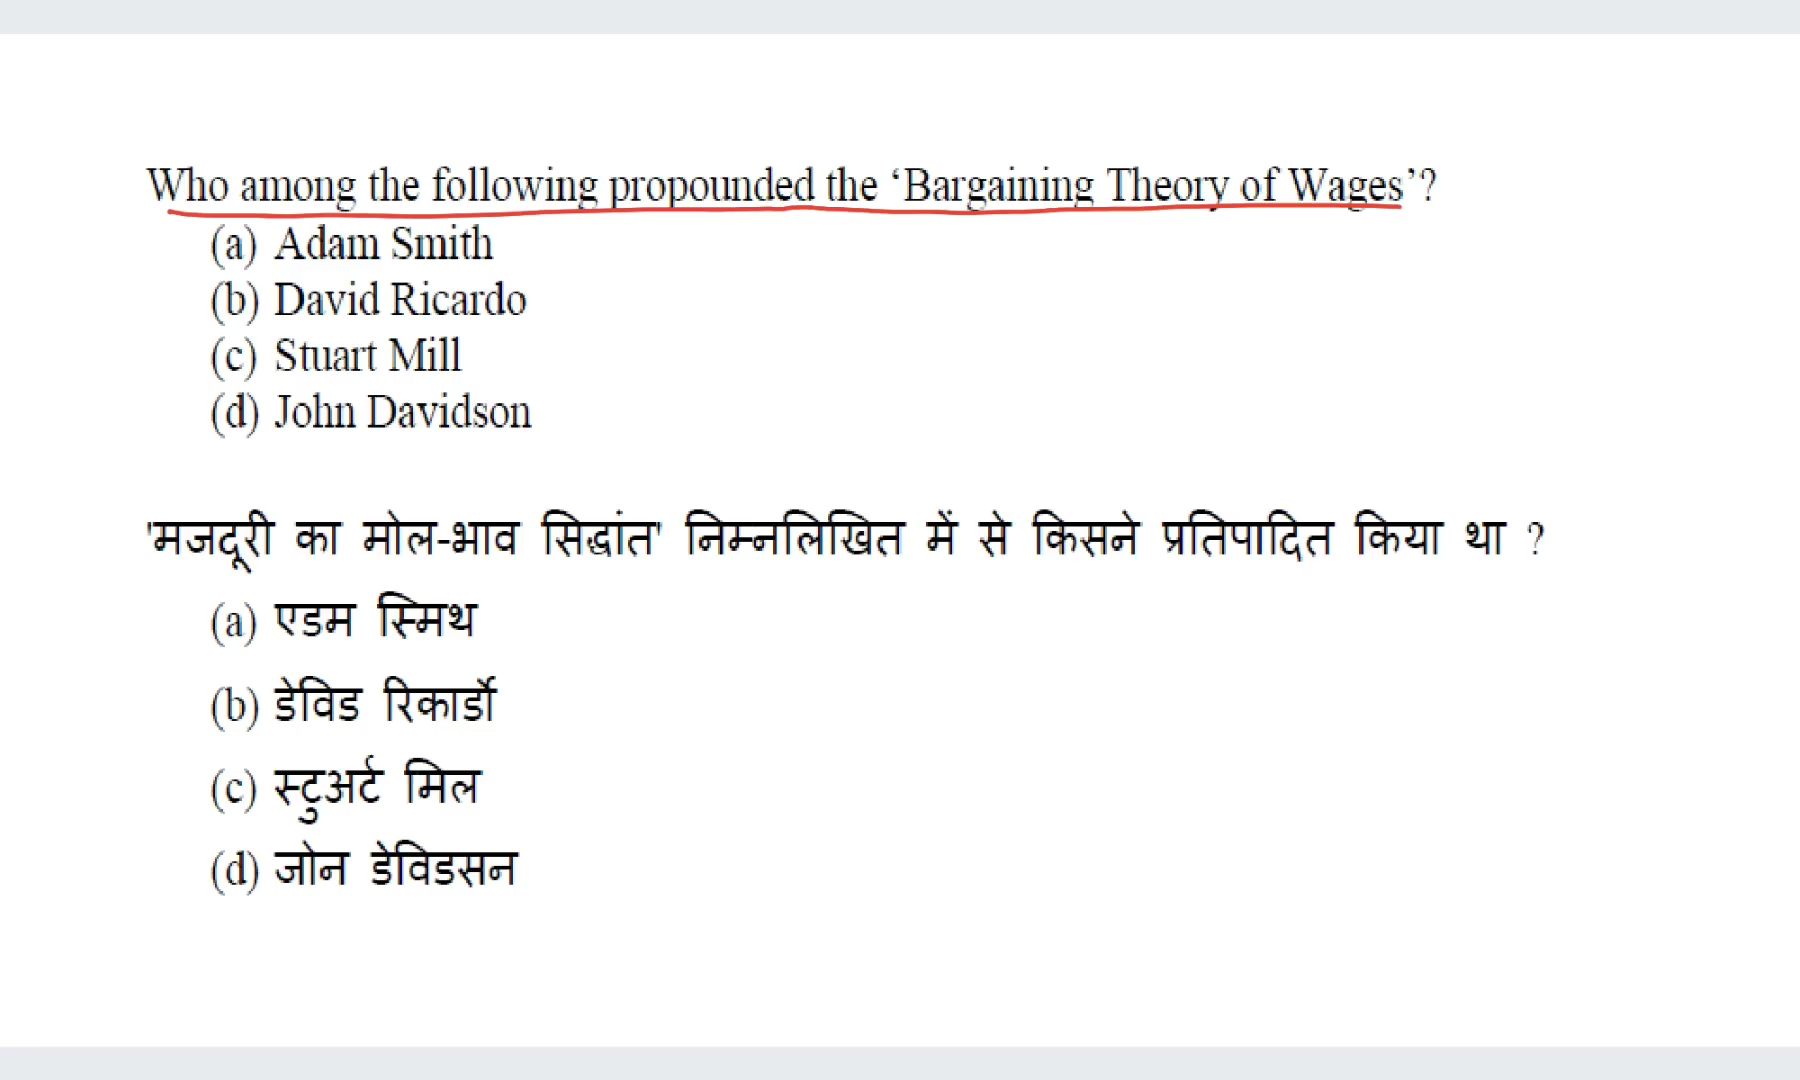 Who among the following propounded the ‘Bargaining Theory of Wages’?
(a) Adam Smith
(b) David Ricardo
(c) Stuart Mill
(d) John Davidson
'मजदूरी का मोल-भाव सिद्धांत' निम्नलिखित में से किसने प्रतिपादित किया था ?
(a) एडम स्मिथ
(b) डेविड रिकार्डो
(c) स्टुअर्ट मिल
(d) जोन डेविडसन